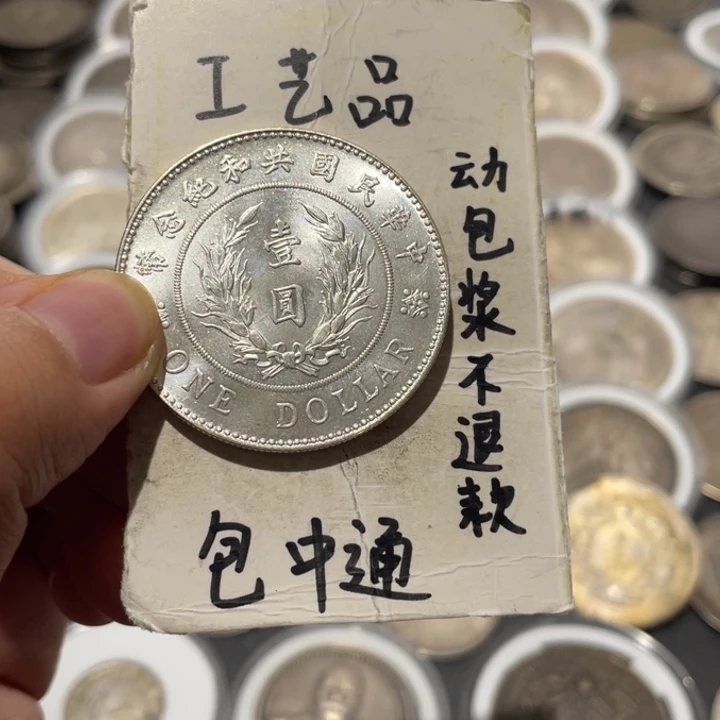 工艺品
动包浆不退款
包中通
中華民國共和紀念幣
壹圓
ONE DOLLAR